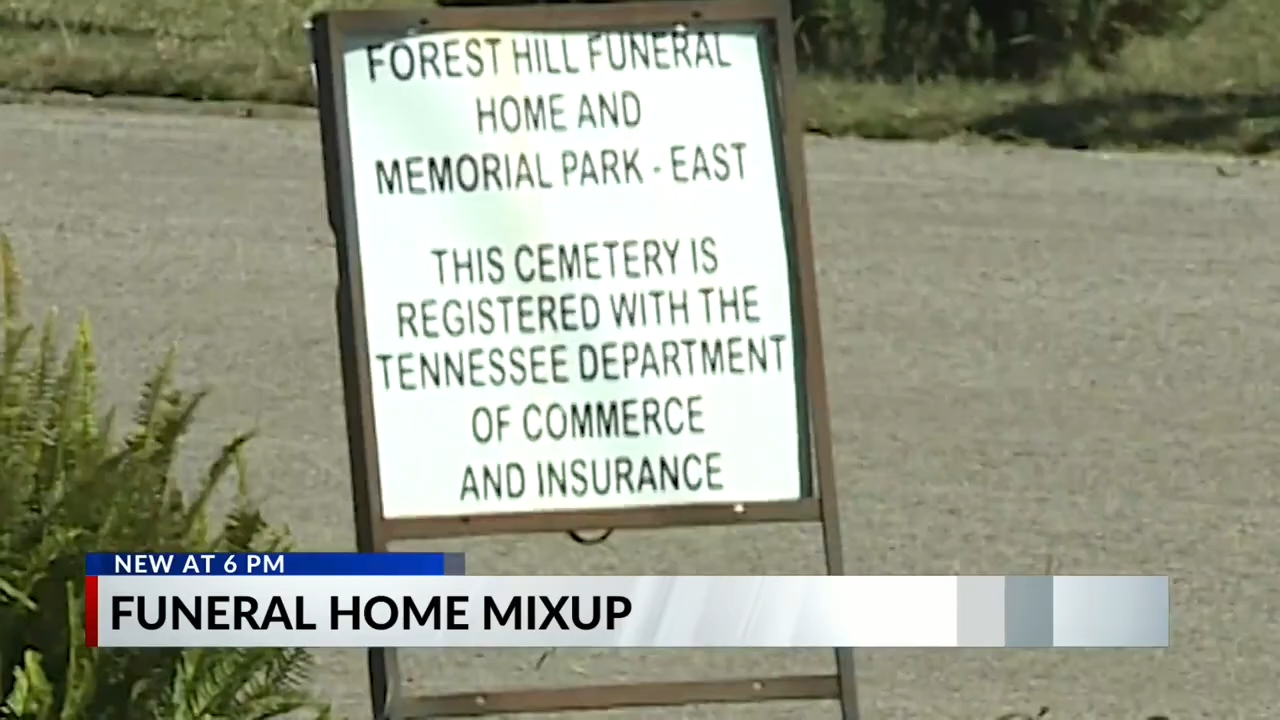 FOREST HILL FUNERAL
HOME AND
MEMORIAL PARK - EAST
THIS CEMETERY IS
REGISTERED WITH THE
TENNESSEE DEPARTMENT
OF COMMERCE
AND INSURANCE
NEW AT 6 PM
FUNERAL HOME MIXUP